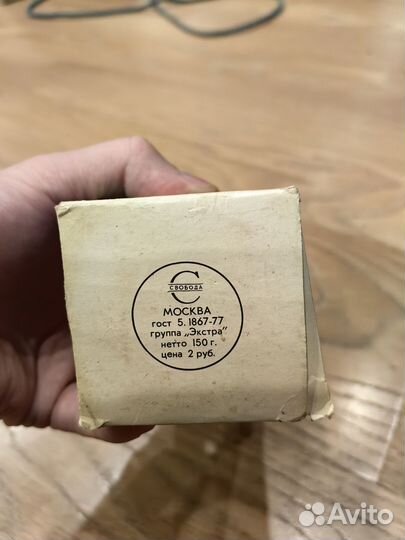 СВОБОДА
МОСКВА
гост 5. 1867-77
группа „Экстра"
нетто 150 г.
цена 2 руб.
Avito